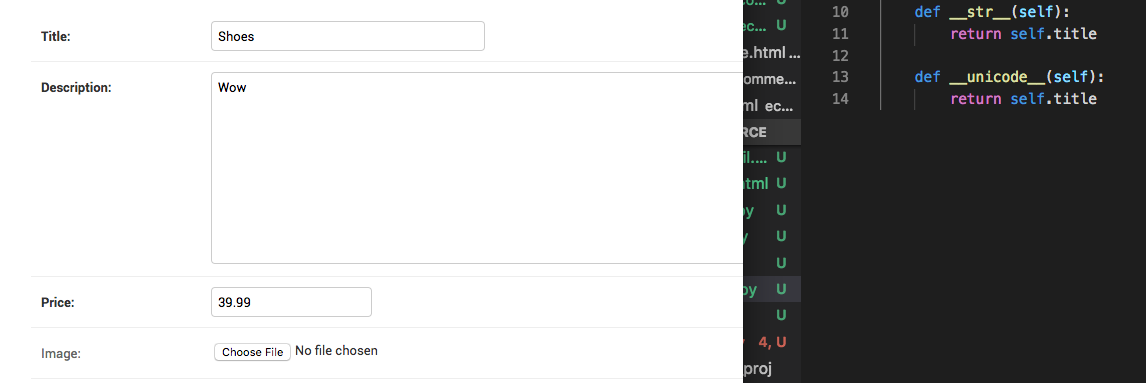 Title:
Shoes
Description:
Wow
Price:
39.99
Image:
Choose File No file chosen
U
ec... U
e.html ...
omme...
ml ec...
RCE
il.... U
html U
py U
y U
U
py U
U
4, U
proj
10 def __str__(self):
11 return self.title
12
13 def __unicode__(self):
14 return self.title